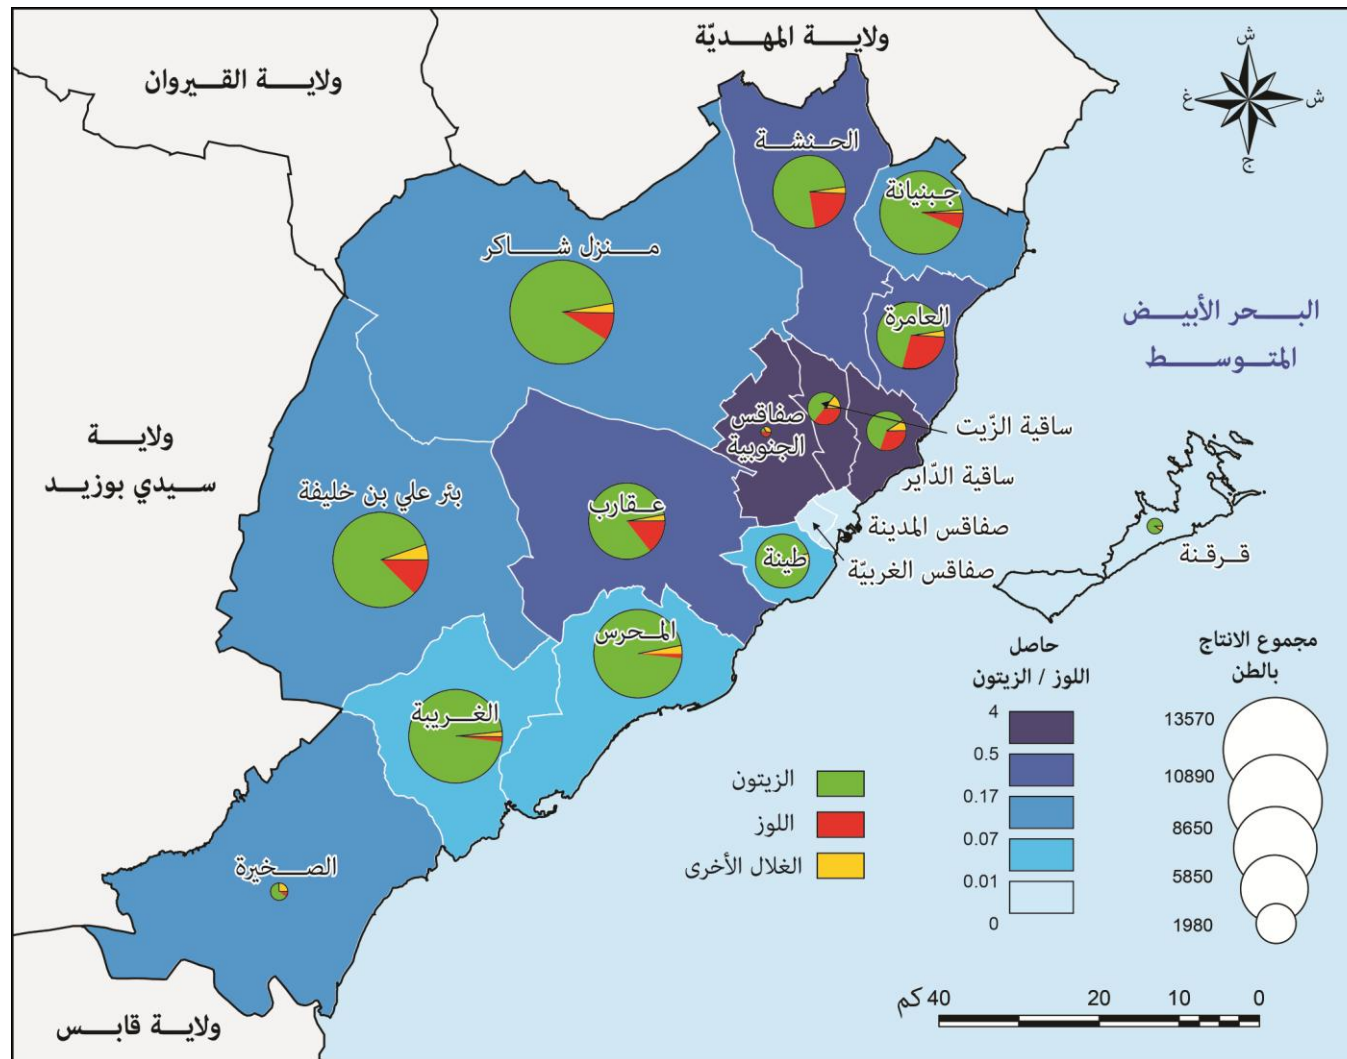 ولاية المهديّة
ولاية القيروان
ش
ش
غ
ج
الحنشة
جبنيانة
منزل شاكر
العامرة
البحر الأبيض
المتوسط
صفاقس
الجنوبية
ساقية الزّيت
ساقية الدّاير
ولاية
سيدي بوزيد
بئر علي بن خليفة
عقارب
صفاقس المدينة
صفاقس الغربيّة
طينة
قرقنة
المحرس
الغريبة
الصخيرة
ولاية قابس
الزيتون
اللوز
الغلال الأخرى
حاصل
اللوز / الزيتون
4
0.5
0.17
0.07
0.01
0
مجموع الانتاج
بالطن
13570
10890
8650
5850
1980
كم 40 20 10 0